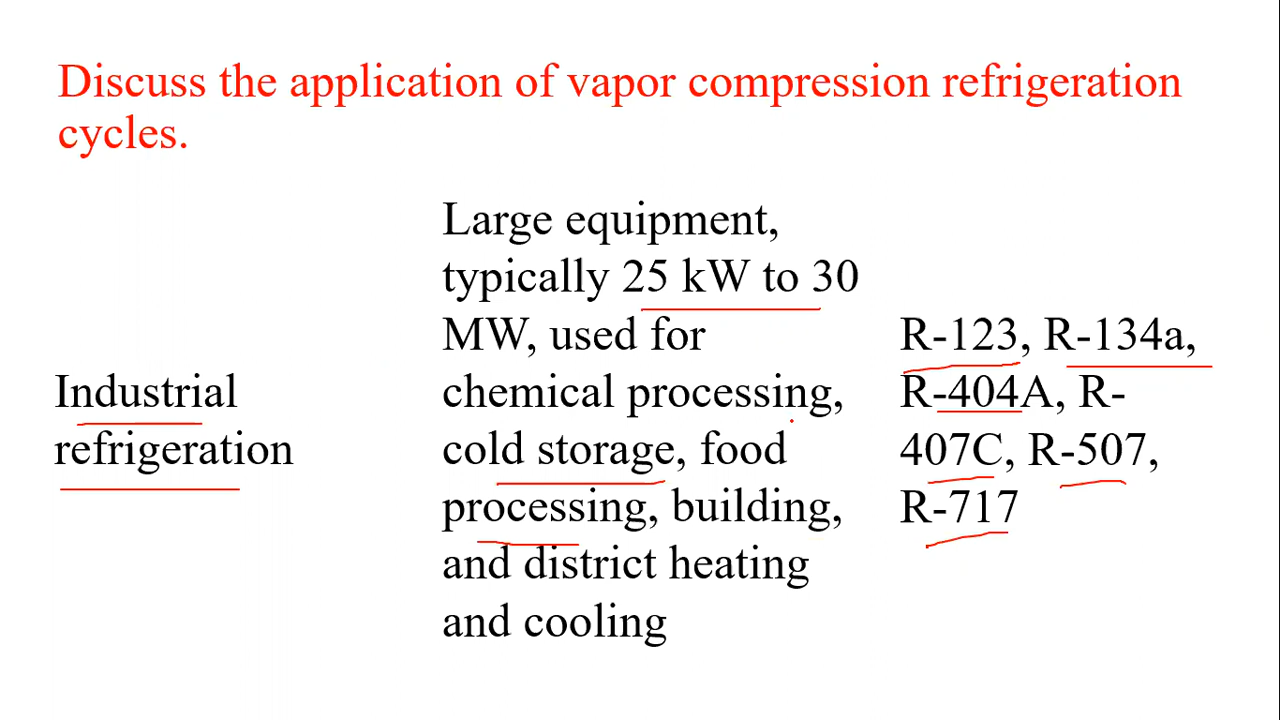 Discuss the application of vapor compression refrigeration
cycles.
Industrial
refrigeration
Large equipment,
typically 25 kW to 30
MW, used for
chemical processing,
cold storage, food
processing, building,
and district heating
and cooling
R-123, R-134a,
R-404A, R-
407C, R-507,
R-717